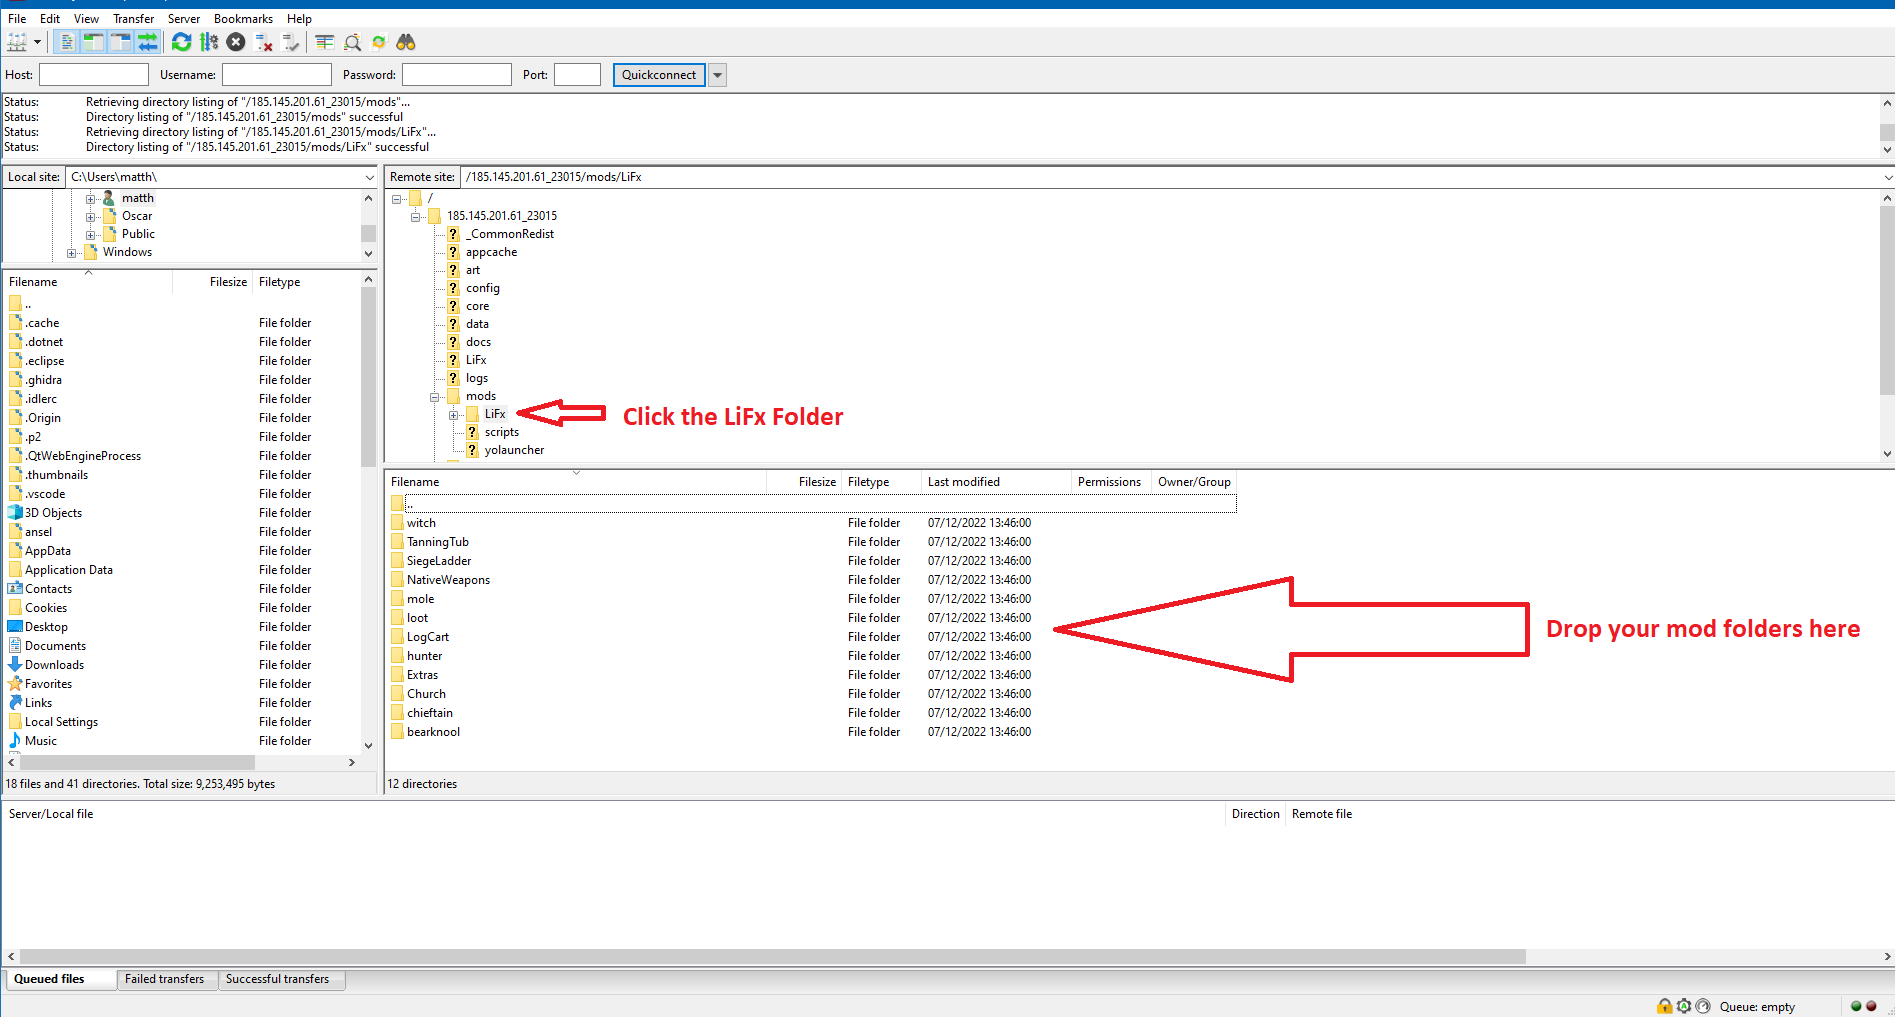 File Edit View Transfer Server Bookmarks Help
Host: Username: Password: Port: Quickconnect
Status: Retrieving directory listing of "/185.145.201.61_23015/mods"...
Status: Directory listing of "/185.145.201.61_23015/mods" successful
Status: Retrieving directory listing of "/185.145.201.61_23015/mods/LiFx"...
Status: Directory listing of "/185.145.201.61_23015/mods/LiFx" successful
Local site: C:\Users\matth\
matth
Oscar
Public
Windows
Filename Filesize Filetype
..
.cache File folder
.dotnet File folder
.eclipse File folder
.ghidra File folder
.idlerc File folder
.Origin File folder
.p2 File folder
.QtWebEngineProcess File folder
.thumbnails File folder
.vscode File folder
3D Objects File folder
ansel File folder
AppData File folder
Application Data File folder
Contacts File folder
Cookies File folder
Desktop File folder
Documents File folder
Downloads File folder
Favorites File folder
Links File folder
Local Settings File folder
Music File folder
18 files and 41 directories. Total size: 9,253,495 bytes
Remote site: /185.145.201.61_23015/mods/LiFx
/
185.145.201.61_23015
_CommonRedist
appcache
art
config
core
data
docs
LiFx
logs
mods
LiFx
Click the LiFx Folder
scripts
yolauncher
Filename Filesize Filetype Last modified Permissions Owner/Group
..
witch File folder 07/12/2022 13:46:00
TanningTub File folder 07/12/2022 13:46:00
SiegeLadder File folder 07/12/2022 13:46:00
NativeWeapons File folder 07/12/2022 13:46:00
mole File folder 07/12/2022 13:46:00
loot File folder 07/12/2022 13:46:00
LogCart File folder 07/12/2022 13:46:00
hunter File folder 07/12/2022 13:46:00
Extras File folder 07/12/2022 13:46:00
Church File folder 07/12/2022 13:46:00
chieftain File folder 07/12/2022 13:46:00
bearknool File folder 07/12/2022 13:46:00
Drop your mod folders here
12 directories
Server/Local file Direction Remote file
Queued files Failed transfers Successful transfers
Queue: empty